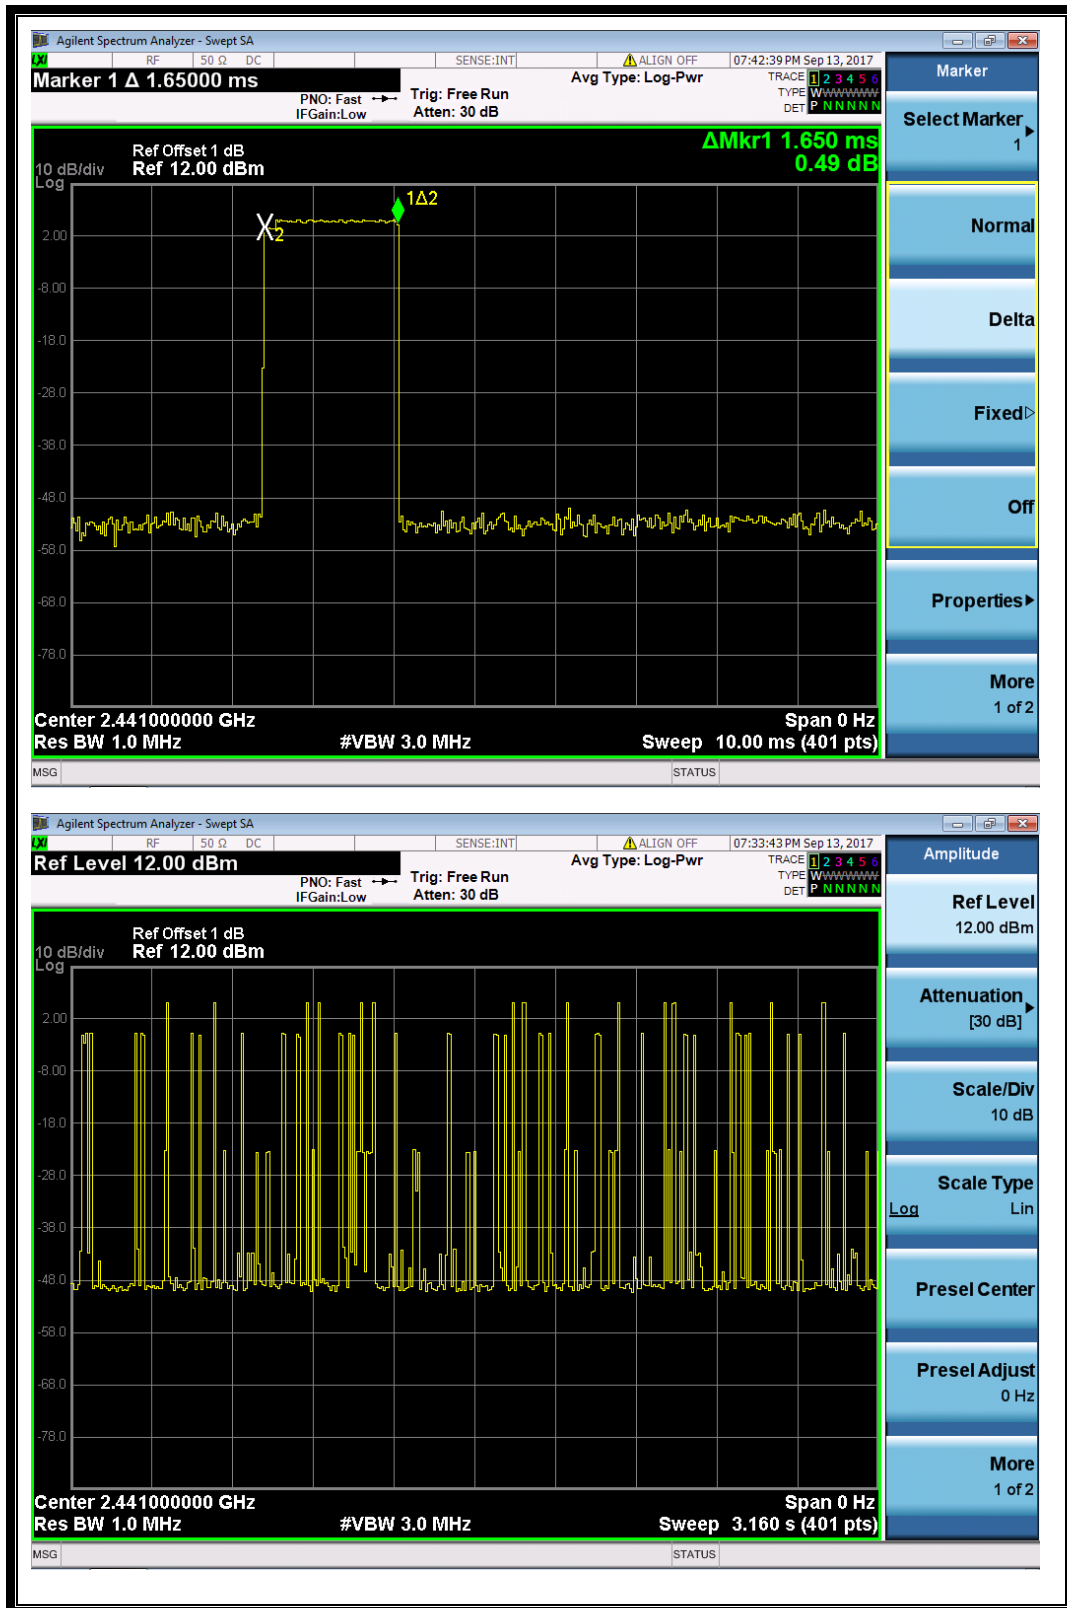 Agilent Spectrum Analyzer - Swept SA
LXI RF 50 Ω DC SENSE:INT ALIGN OFF 07:42:39 PM Sep 13, 2017
Marker 1 Δ 1.65000 ms
PNO: Fast
IFGain:Low
Trig: Free Run
Atten: 30 dB
Avg Type: Log-Pwr
TRACE 1 2 3 4 5 6
TYPE WWWWWWW
DET P N N N N N
ΔMkr1 1.650 ms
0.49 dB
Ref Offset 1 dB
10 dB/div Ref 12.00 dBm
Log
1Δ2
X2
2.00
-8.00
-18.0
-28.0
-38.0
-48.0
-58.0
-68.0
-78.0
Center 2.441000000 GHz Span 0 Hz
Res BW 1.0 MHz #VBW 3.0 MHz Sweep 10.00 ms (401 pts)
MSG STATUS
Marker
Select Marker
1
Normal
Delta
Fixed
Off
Properties
More
1 of 2
Agilent Spectrum Analyzer - Swept SA
LXI RF 50 Ω DC SENSE:INT ALIGN OFF 07:33:43 PM Sep 13, 2017
Ref Level 12.00 dBm
PNO: Fast
IFGain:Low
Trig: Free Run
Atten: 30 dB
Avg Type: Log-Pwr
TRACE 1 2 3 4 5 6
TYPE WWWWWWW
DET P N N N N N
Ref Offset 1 dB
10 dB/div Ref 12.00 dBm
Log
2.00
-8.00
-18.0
-28.0
-38.0
-48.0
-58.0
-68.0
-78.0
Center 2.441000000 GHz Span 0 Hz
Res BW 1.0 MHz #VBW 3.0 MHz Sweep 3.160 s (401 pts)
MSG STATUS
Amplitude
Ref Level
12.00 dBm
Attenuation
[30 dB]
Scale/Div
10 dB
Scale Type
Log Lin
Presel Center
Presel Adjust
0 Hz
More
1 of 2